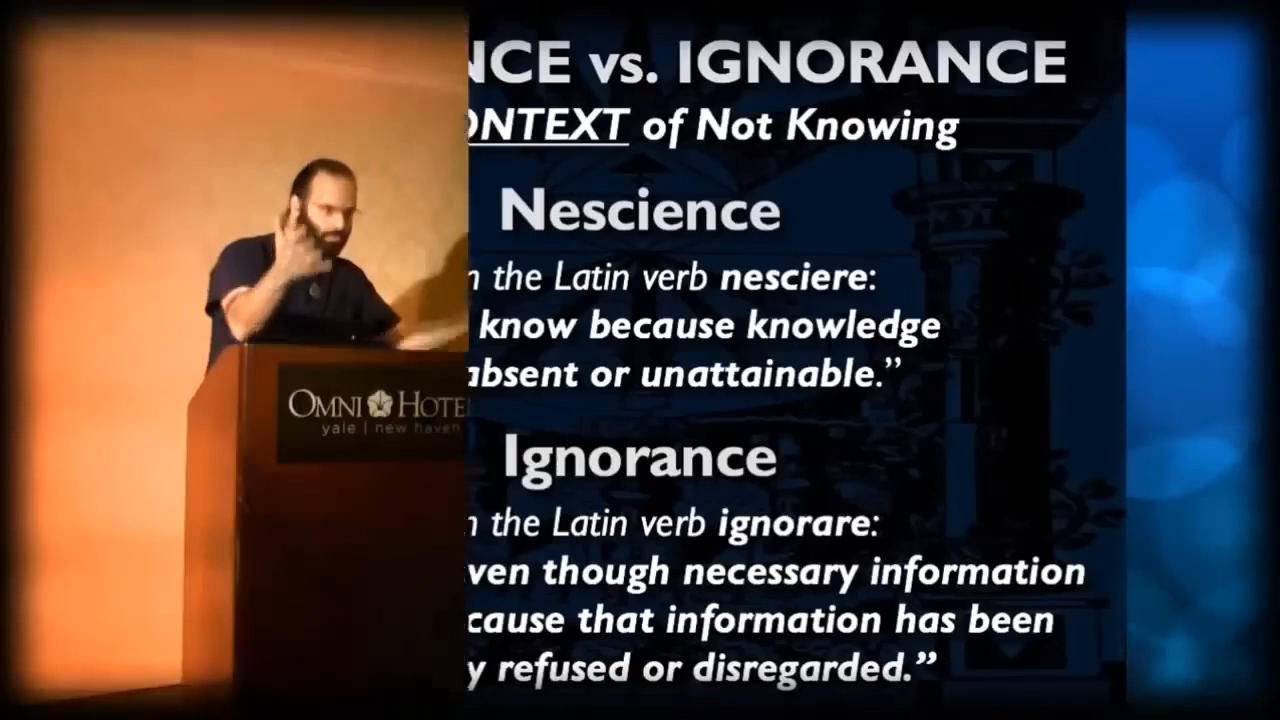 NCE vs. IGNORANCE
ONTEXT of Not Knowing
Nescience
the Latin verb nesciere:
know because knowledge
absent or unattainable.”
Ignorance
the Latin verb ignorare:
ven though necessary information
cause that information has been
y refused or disregarded.”
OMNI HOTE
yale | new haven